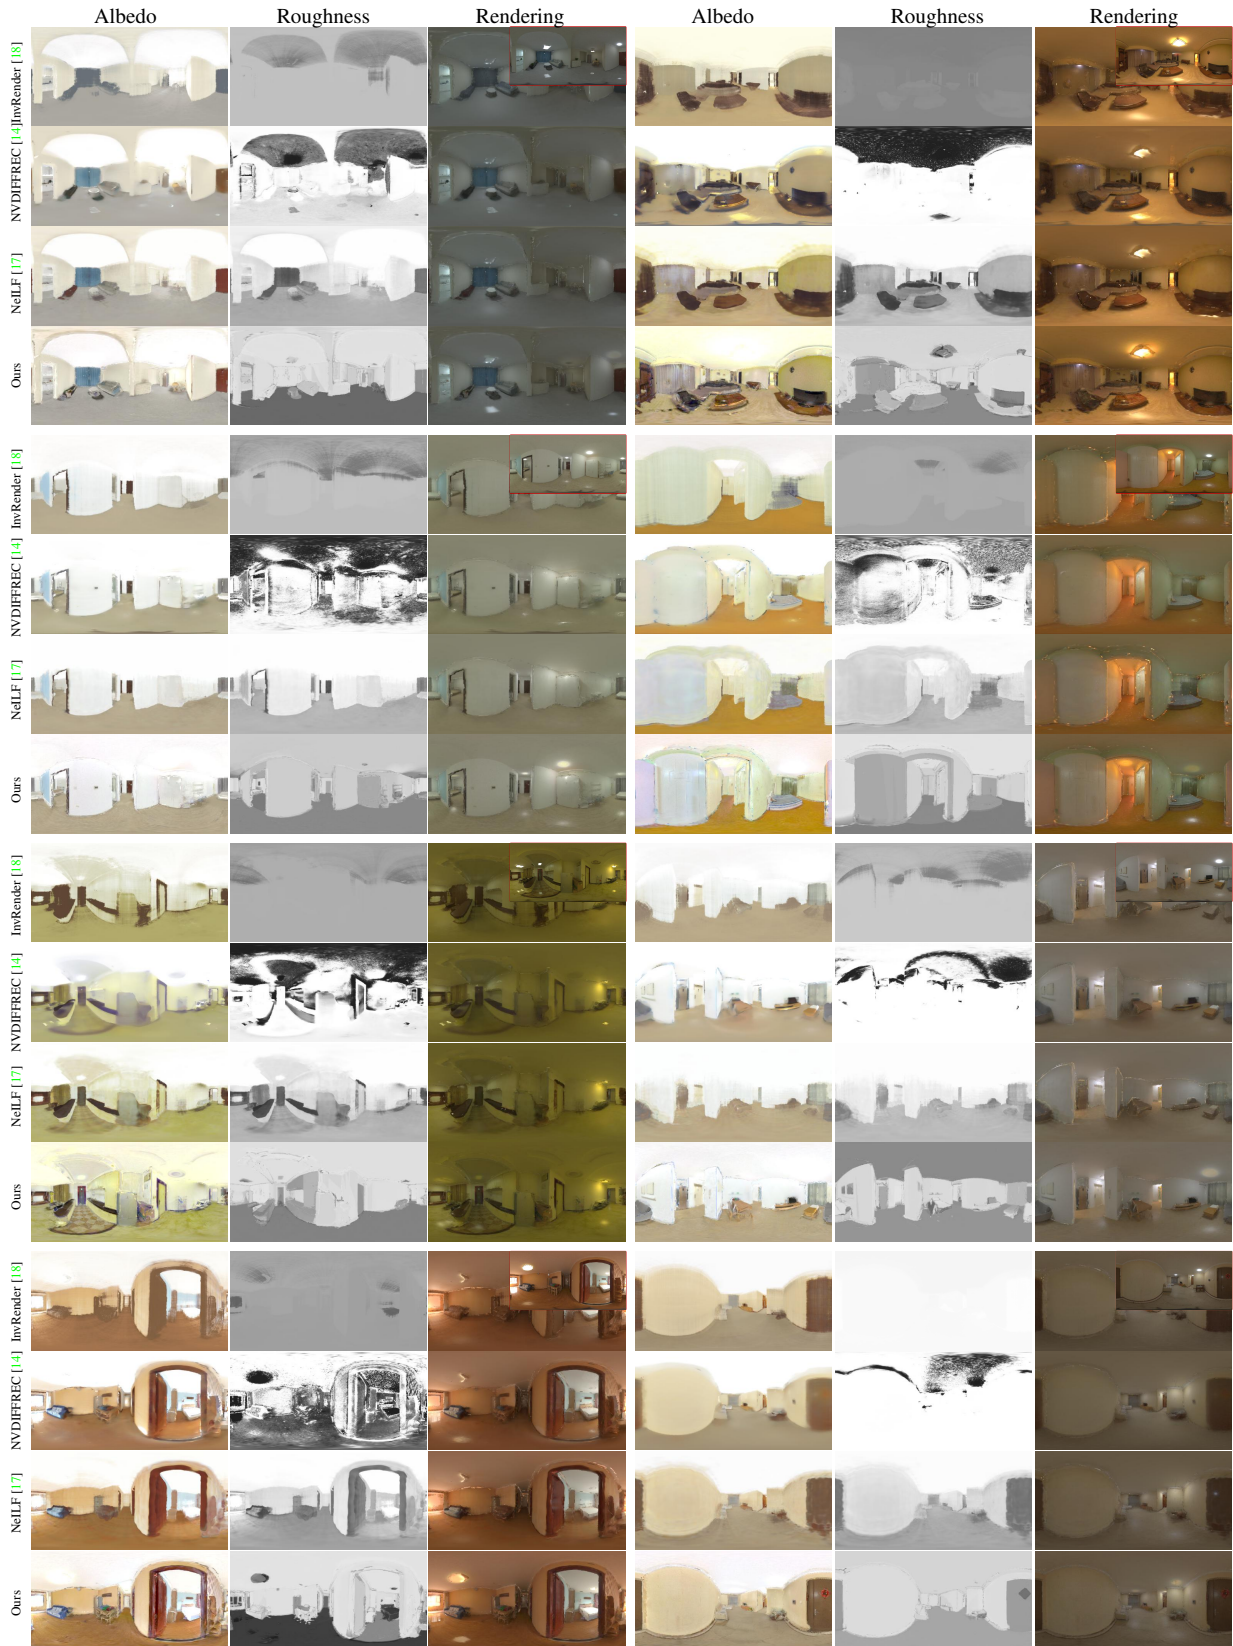 Albedo Roughness Rendering Albedo Roughness Rendering
InvRender [18]
NVDIFFREC [14]
NeILF [17]
Ours
InvRender [18]
NVDIFFREC [14]
NeILF [17]
Ours
InvRender [18]
NVDIFFREC [14]
NeILF [17]
Ours
InvRender [18]
NVDIFFREC [14]
NeILF [17]
Ours